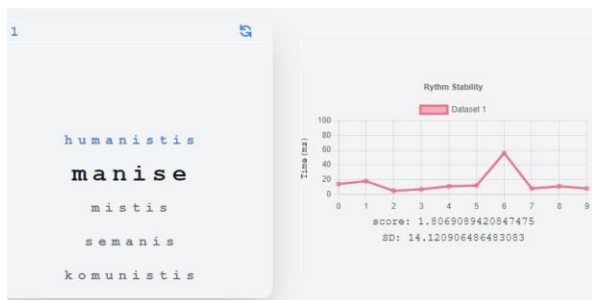 1
humanistis
manise
mistis
semanis
komunistis
Rythm Stability
Dataset 1
Time (ms)
100
80
60
40
20
0
0 1 2 3 4 5 6 7 8 9
score: 1.8069089420847475
SD: 14.120906486483083